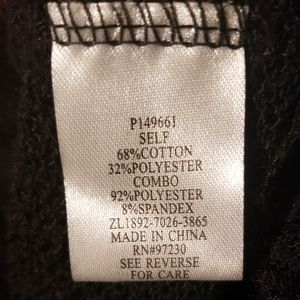 P149661
SELF
68%COTTON
32%POLYESTER
COMBO
92%POLYESTER
8%SPANDEX
ZL1892-7026-3865
MADE IN CHINA
RN#97230
SEE REVERSE
FOR CARE